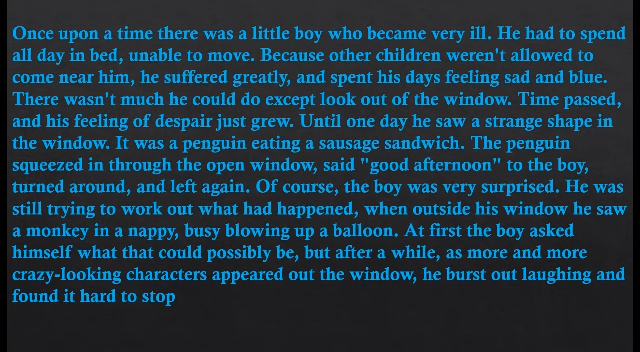 Once upon a time there was a little boy who became very ill. He had to spend
all day in bed, unable to move. Because other children weren't allowed to
come near him, he suffered greatly, and spent his days feeling sad and blue.
There wasn't much he could do except look out of the window. Time passed,
and his feeling of despair just grew. Until one day he saw a strange shape in
the window. It was a penguin eating a sausage sandwich. The penguin
squeezed in through the open window, said "good afternoon" to the boy,
turned around, and left again. Of course, the boy was very surprised. He was
still trying to work out what had happened, when outside his window he saw
a monkey in a nappy, busy blowing up a balloon. At first the boy asked
himself what that could possibly be, but after a while, as more and more
crazy-looking characters appeared out the window, he burst out laughing and
found it hard to stop